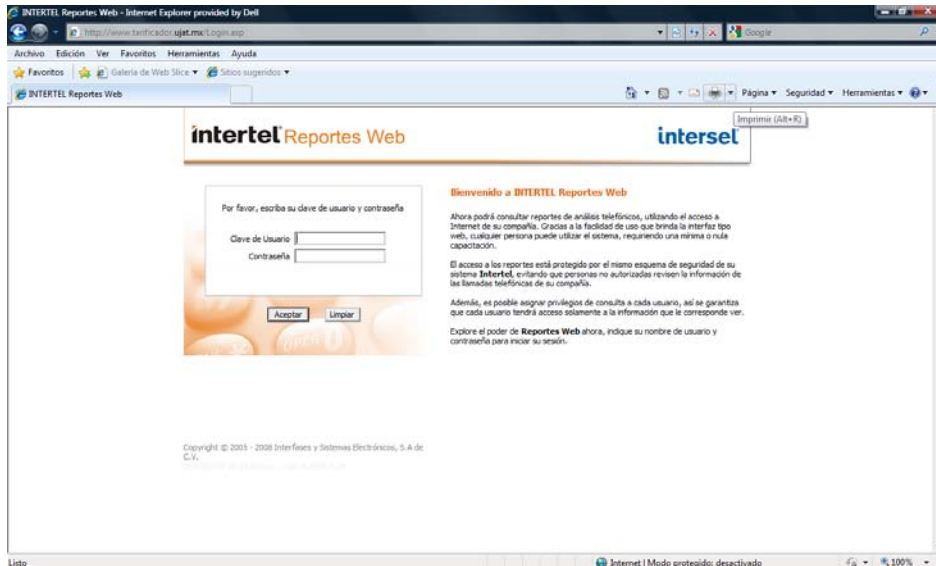 INTERTEL Reportes Web - Internet Explorer provided by Dell
http://www.tarificador.ujat.mx/Login.asp
Google
Archivo Edición Ver Favoritos Herramientas Ayuda
Favoritos Galería de Web Slice Sitios sugeridos
INTERTEL Reportes Web
Página Seguridad Herramientas
Imprimir (Alt+R)
intertel Reportes Web
intersel
Por favor, escriba su clave de usuario y contraseña
Clave de Usuario
Contraseña
Aceptar Limpiar
Bienvenido a INTERTEL Reportes Web
Ahora podrá consultar reportes de análisis telefónicos, utilizando el acceso a
Internet de su compañía. Gracias a la facilidad de uso que brinda la interfaz tipo
web, cualquier persona puede utilizar el sistema, requiriendo una mínima o nula
capacitación.
El acceso a los reportes está protegido por el mismo esquema de seguridad de su
sistema Intertel, evitando que personas no autorizadas revisen la información de
las llamadas telefónicas de su compañía.
Además, es posible asignar privilegios de consulta a cada usuario, así se garantiza
que cada usuario tendrá acceso solamente a la información que le corresponde ver.
Explore el poder de Reportes Web ahora, indique su nombre de usuario y
contraseña para iniciar su sesión.
Copyright © 2005 - 2008 Interfases y Sistemas Electrónicos, S.A de
C.V.
Listo
Internet | Modo protegido: desactivado
100%